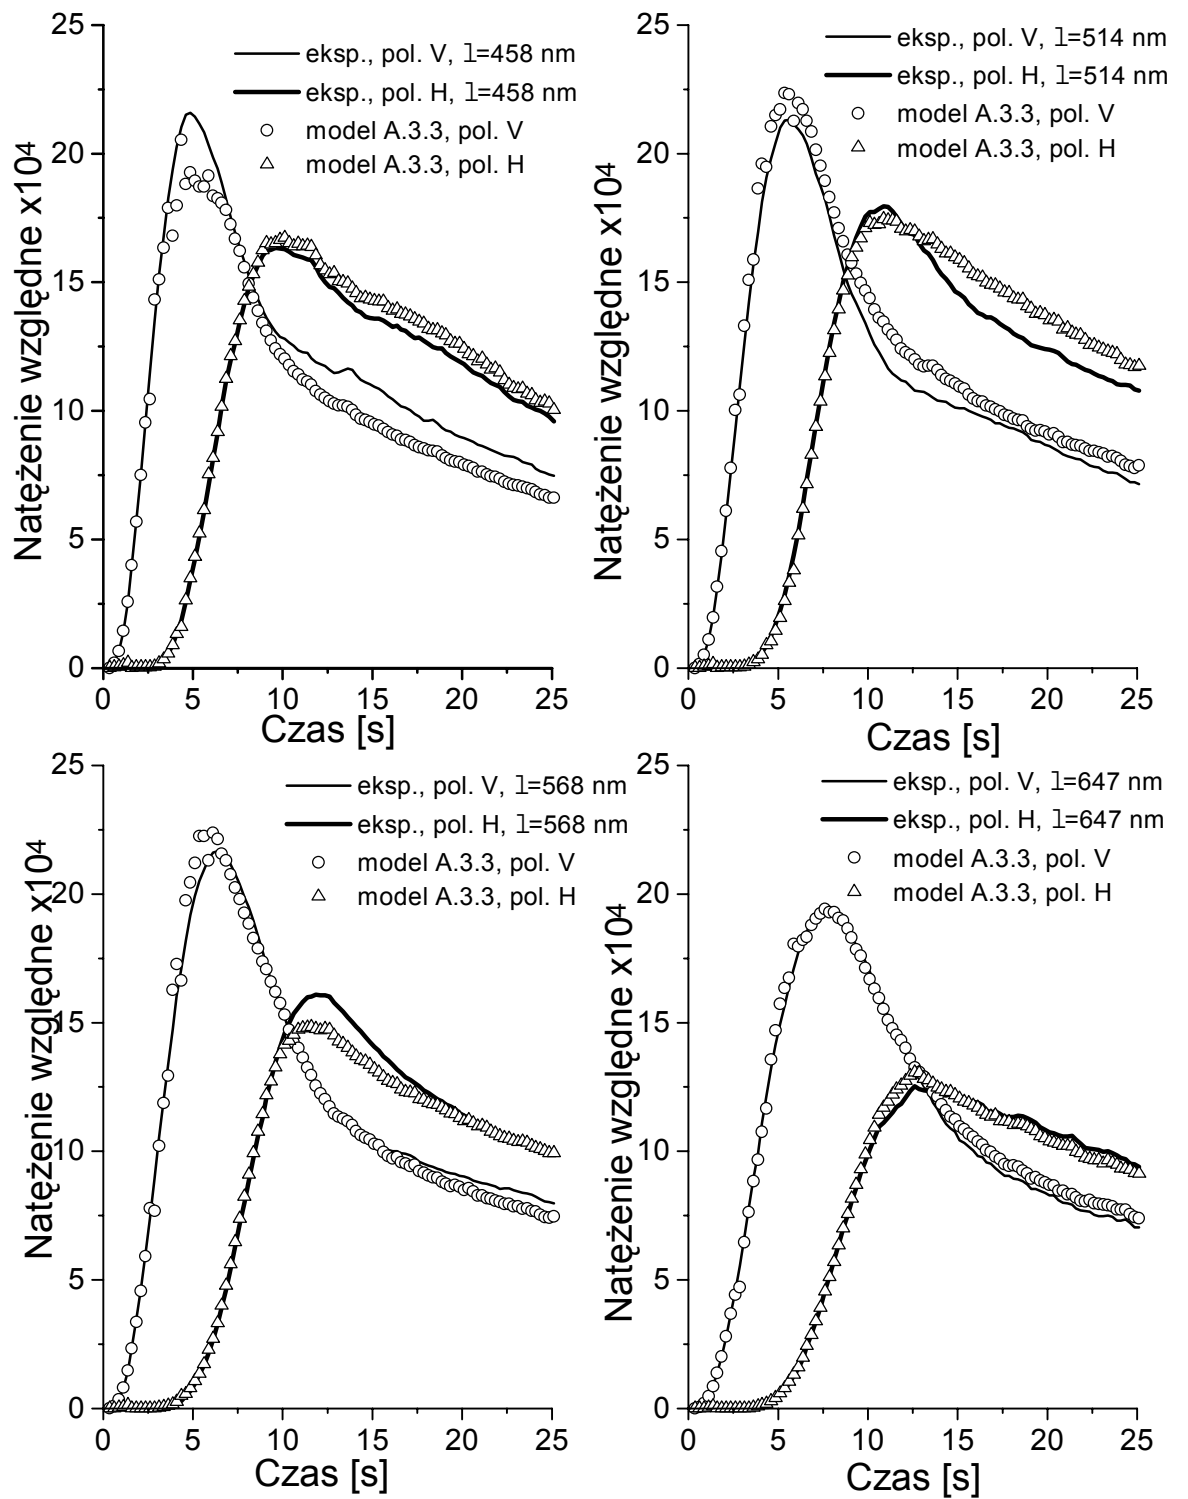 25
20
15
10
5
0
Natężenie względne x10⁴
eksp., pol. V, l=458 nm
eksp., pol. H, l=458 nm
model A.3.3, pol. V
model A.3.3, pol. H
0 5 10 15 20 25
Czas [s]
25
20
15
10
5
0
Natężenie względne x10⁴
eksp., pol. V, l=514 nm
eksp., pol. H, l=514 nm
model A.3.3, pol. V
model A.3.3, pol. H
0 5 10 15 20 25
Czas [s]
25
20
15
10
5
0
Natężenie względne x10⁴
eksp., pol. V, l=568 nm
eksp., pol. H, l=568 nm
model A.3.3, pol. V
model A.3.3, pol. H
0 5 10 15 20 25
Czas [s]
25
20
15
10
5
0
Natężenie względne x10⁴
eksp., pol. V, l=647 nm
eksp., pol. H, l=647 nm
model A.3.3, pol. V
model A.3.3, pol. H
0 5 10 15 20 25
Czas [s]